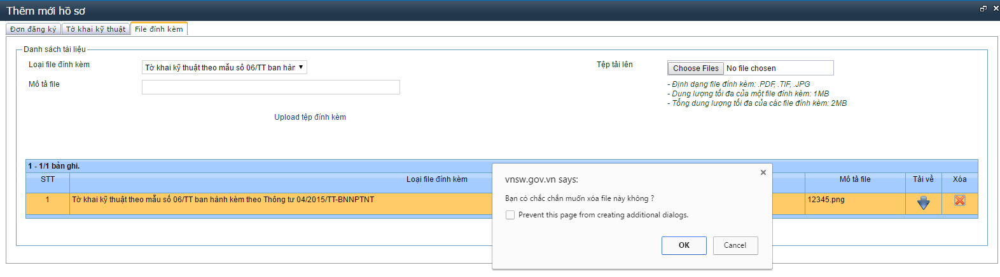 Thêm mới hồ sơ
Đơn đăng ký
Tờ khai kỹ thuật
File đính kèm
Danh sách tài liệu
Loại file đính kèm
Tờ khai kỹ thuật theo mẫu số 06/TT ban hàn
Tệp tải lên
Choose Files No file chosen
Mô tả file
- Định dạng file đính kèm: .PDF, .TIF, .JPG
- Dung lượng tối đa của một file đính kèm: 1MB
- Tổng dung lượng tối đa của các file đính kèm: 2MB
Upload tệp đính kèm
1 - 1/1 bản ghi.
STT
Loại file đính kèm
Mô tả file
Tải về
Xóa
1
Tờ khai kỹ thuật theo mẫu số 06/TT ban hành kèm theo Thông tư 04/2015/TT-BNNPTNT
12345.png
vnsw.gov.vn says:
Bạn có chắc chắn muốn xóa file này không ?
Prevent this page from creating additional dialogs.
OK
Cancel